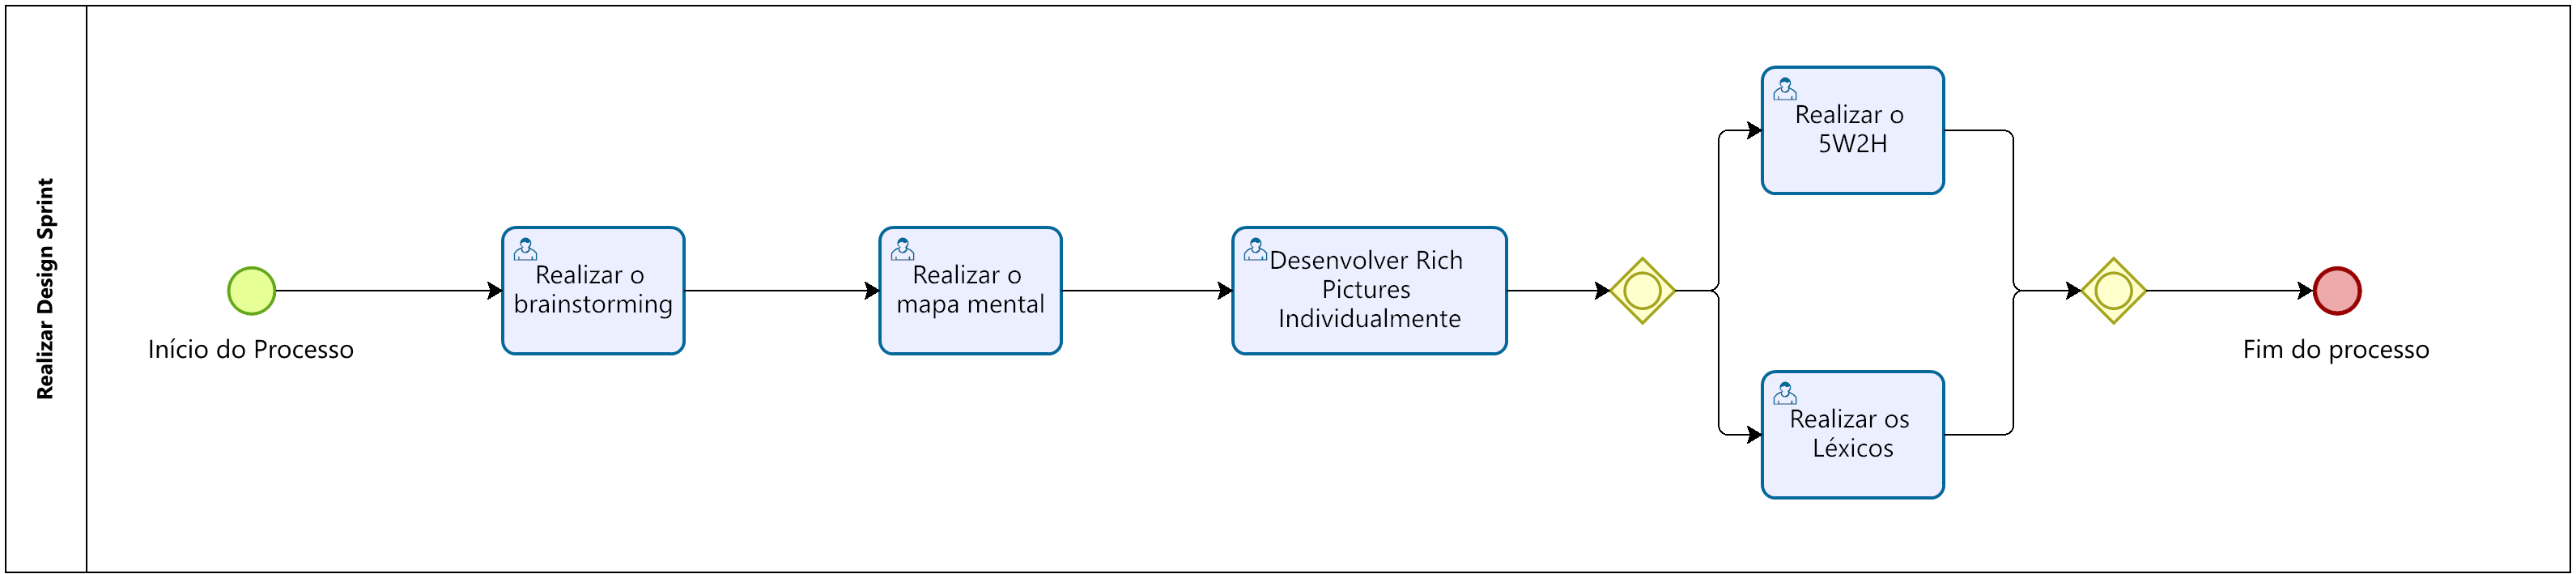 Realizar Design Sprint
Início do Processo
Realizar o
brainstorming
Realizar o
mapa mental
Desenvolver Rich
Pictures
Individualmente
Realizar o
5W2H
Realizar os
Léxicos
Fim do processo